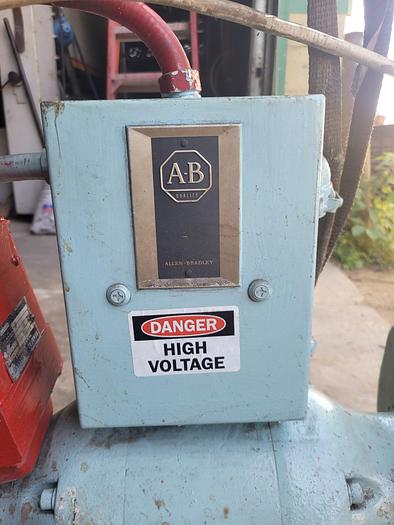 A-B
QUALITY
ALLEN-BRADLEY
DANGER
HIGH
VOLTAGE